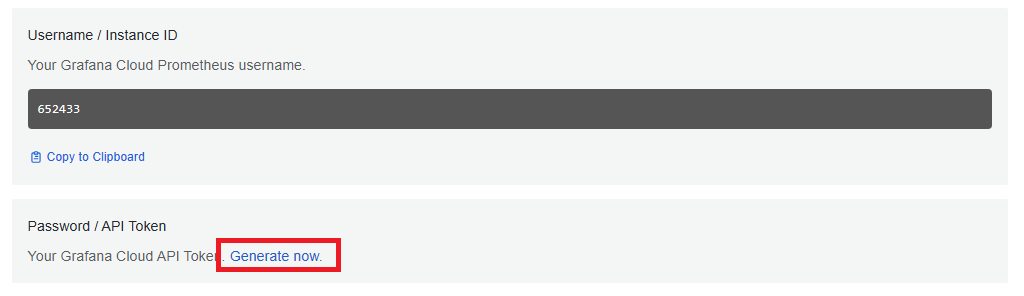 Username / Instance ID
Your Grafana Cloud Prometheus username.
652433
Copy to Clipboard
Password / API Token
Your Grafana Cloud API Token. Generate now.